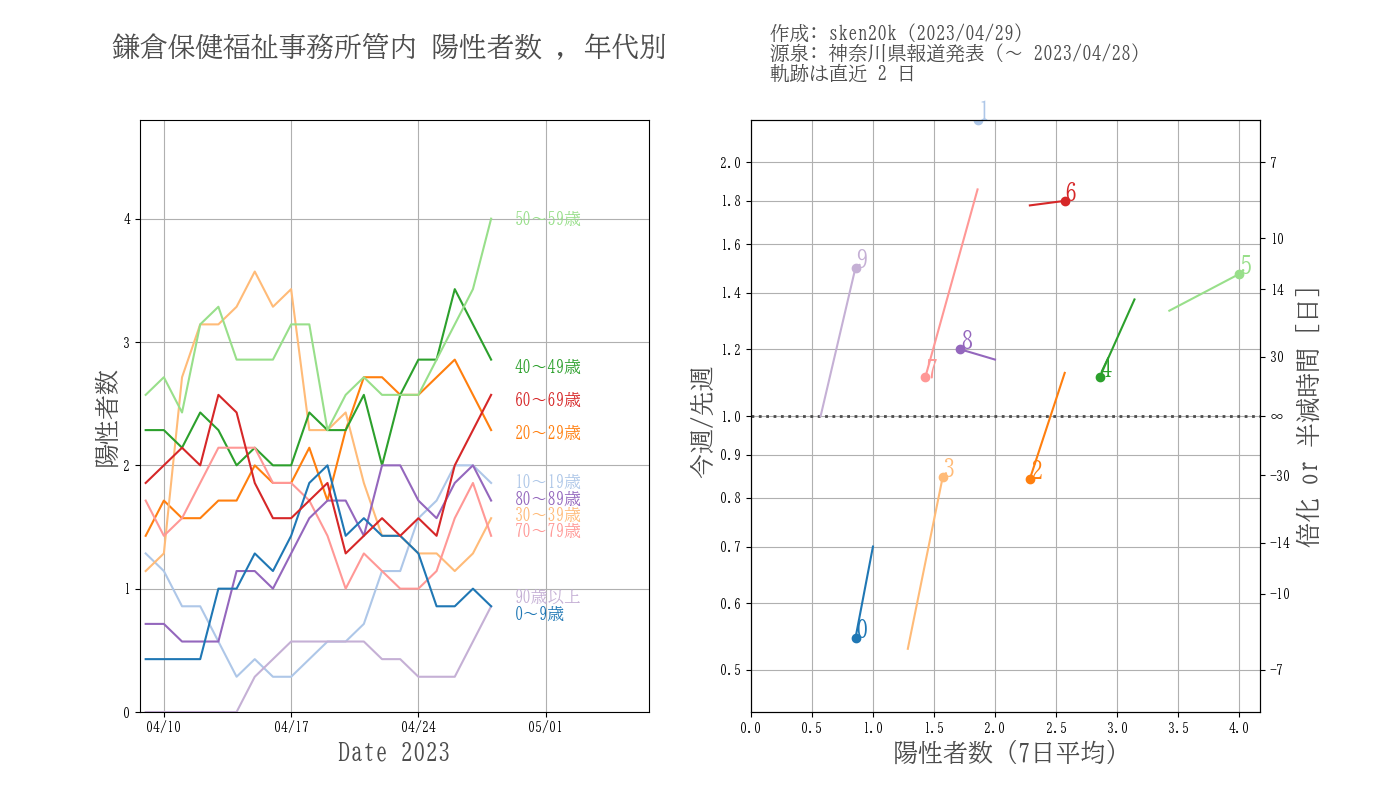 鎌倉保健福祉事務所管内 陽性者数 , 年代別
作成: sken20k (2023/04/29)
源泉: 神奈川県報道発表 (～ 2023/04/28)
軌跡は直近 2 日
陽性者数
4
3
2
1
0
04/10
04/17
04/24
05/01
Date 2023
50～59歳
40～49歳
60～69歳
20～29歳
10～19歳
80～89歳
30～39歳
70～79歳
90歳以上
0～9歳
今週/先週
2.0
1.8
1.6
1.4
1.2
1.0
0.9
0.8
0.7
0.6
0.5
0.0
0.5
1.0
1.5
2.0
2.5
3.0
3.5
4.0
陽性者数 (7日平均)
1
6
9
5
8
7
4
3
2
0
7
10
14
30
∞
-30
-14
-10
-7
倍化 or 半減時間 [日]